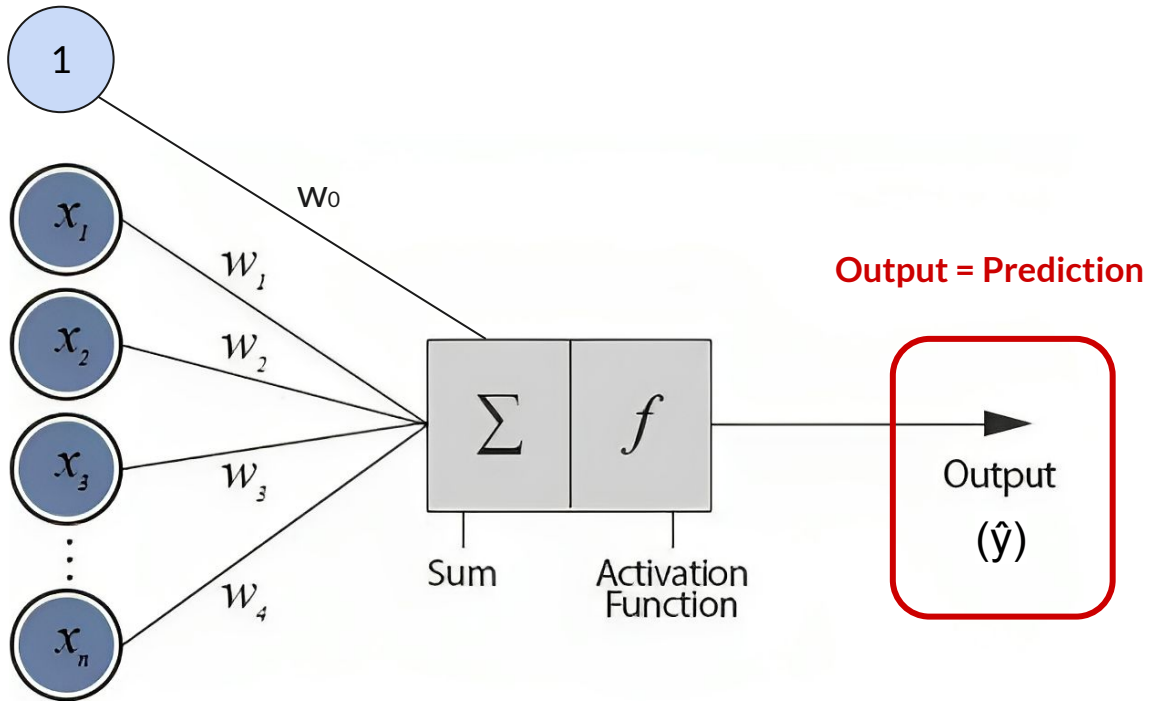 1
w₀
x₁
w₁
Output = Prediction
x₂
w₂
x₃
w₃
Σ
f
Output
(ŷ)
⋮
xₙ
w₄
Sum
Activation
Function